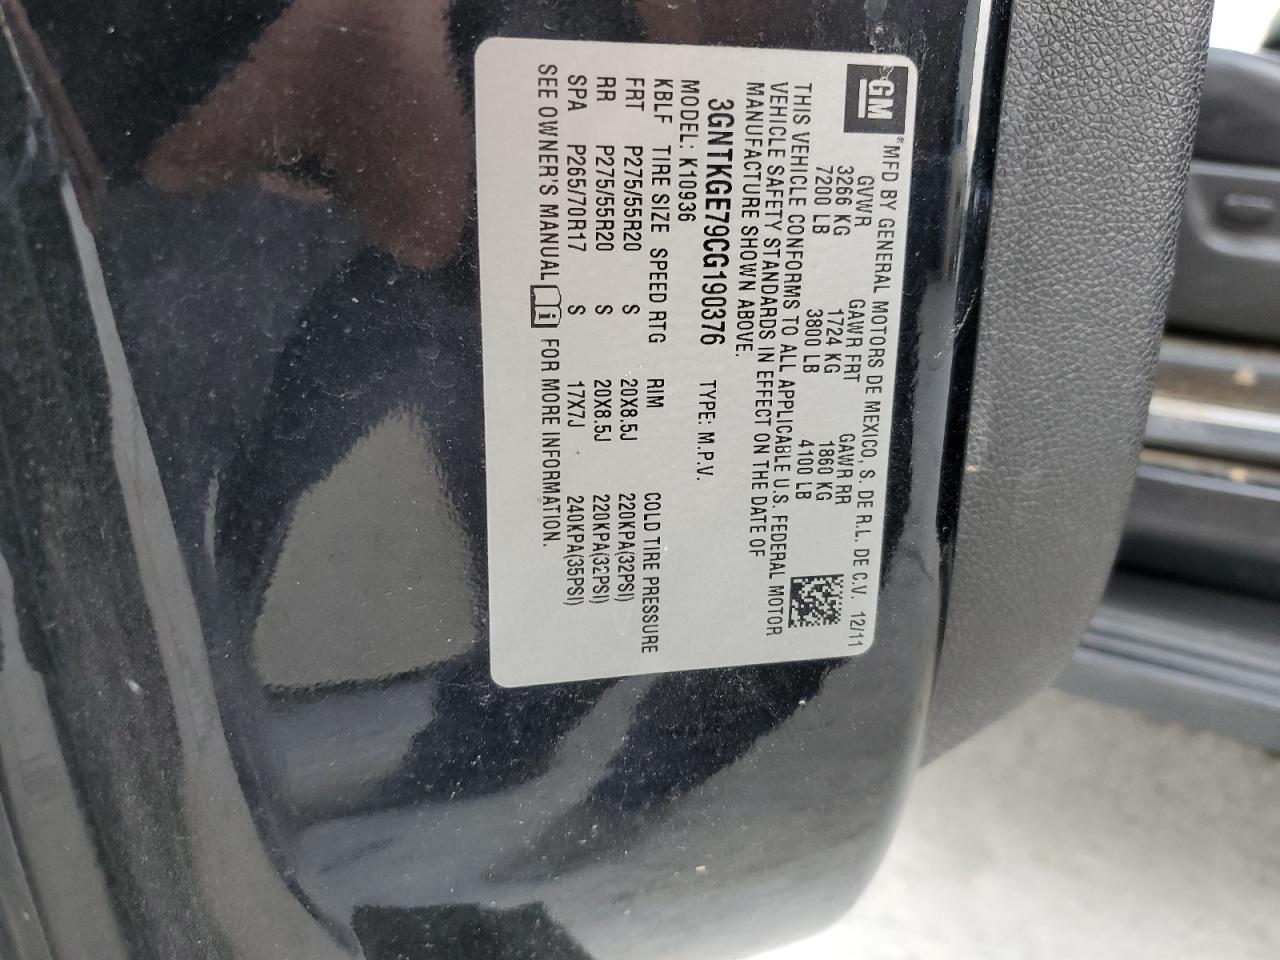 GM
®MFD BY GENERAL MOTORS DE MEXICO, S. DE R.L. DE C.V. 12/11
GVWR GAWR FRT GAWR RR
3266 KG 1724 KG 1860 KG
7200 LB 3800 LB 4100 LB
THIS VEHICLE CONFORMS TO ALL APPLICABLE U.S. FEDERAL MOTOR
VEHICLE SAFETY STANDARDS IN EFFECT ON THE DATE OF
MANUFACTURE SHOWN ABOVE.
3GNTKGE79CG190376 TYPE: M.P.V.
MODEL: K10936
KBLF TIRE SIZE SPEED RTG RIM COLD TIRE PRESSURE
FRT P275/55R20 S 20X8.5J 220KPA(32PSI)
RR P275/55R20 S 20X8.5J 220KPA(32PSI)
SPA P265/70R17 S 17X7J 240KPA(35PSI)
SEE OWNER'S MANUAL i FOR MORE INFORMATION.